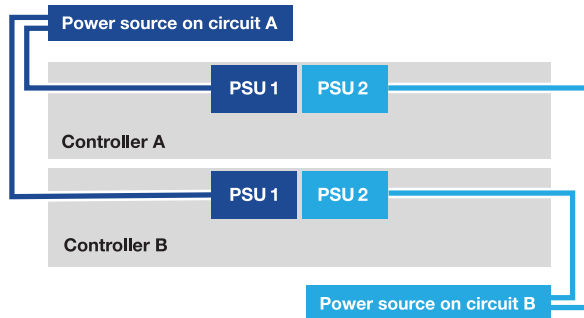 Power source on circuit A
PSU 1
PSU 2
Controller A
PSU 1
PSU 2
Controller B
Power source on circuit B